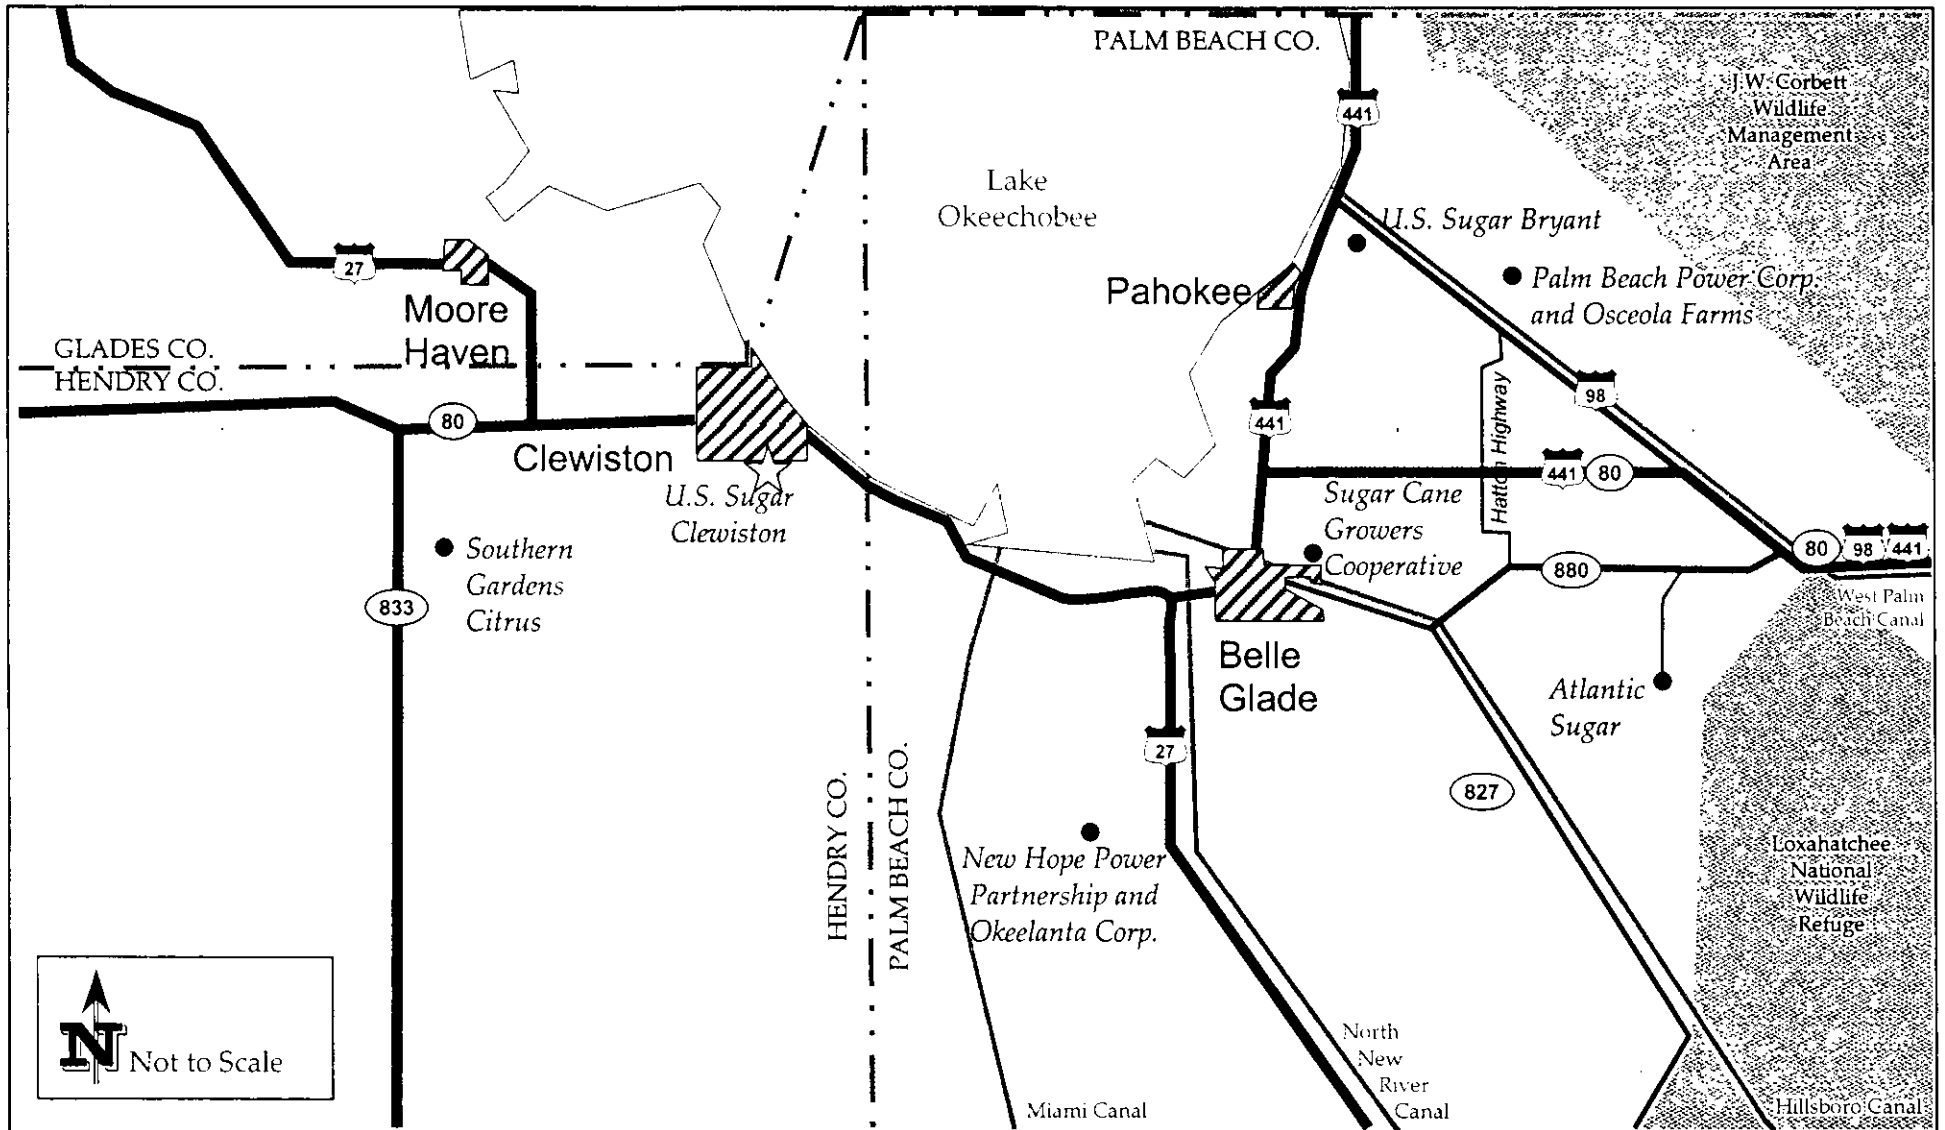 PALM BEACH CO.
J.W. Corbett
Wildlife
Management
Area
441
Lake
Okeechobee
U.S. Sugar Bryant
27
Moore
Haven
Pahokee
Palm Beach Power Corp.
and Osceola Farms
GLADES CO.
HENDRY CO.
98
Hatton Highway
80
441
Clewiston
U.S. Sugar
Clewiston
441
80
Sugar Cane
Growers
Cooperative
Southern
Gardens
Citrus
833
880
80
98
441
West Palm
Beach Canal
Belle
Glade
Atlantic
Sugar
27
827
HENDRY CO.
PALM BEACH CO.
New Hope Power
Partnership and
Okeelanta Corp.
Loxahatchee
National
Wildlife
Refuge
N
Not to Scale
Miami Canal
North
New
River
Canal
Hillsboro Canal